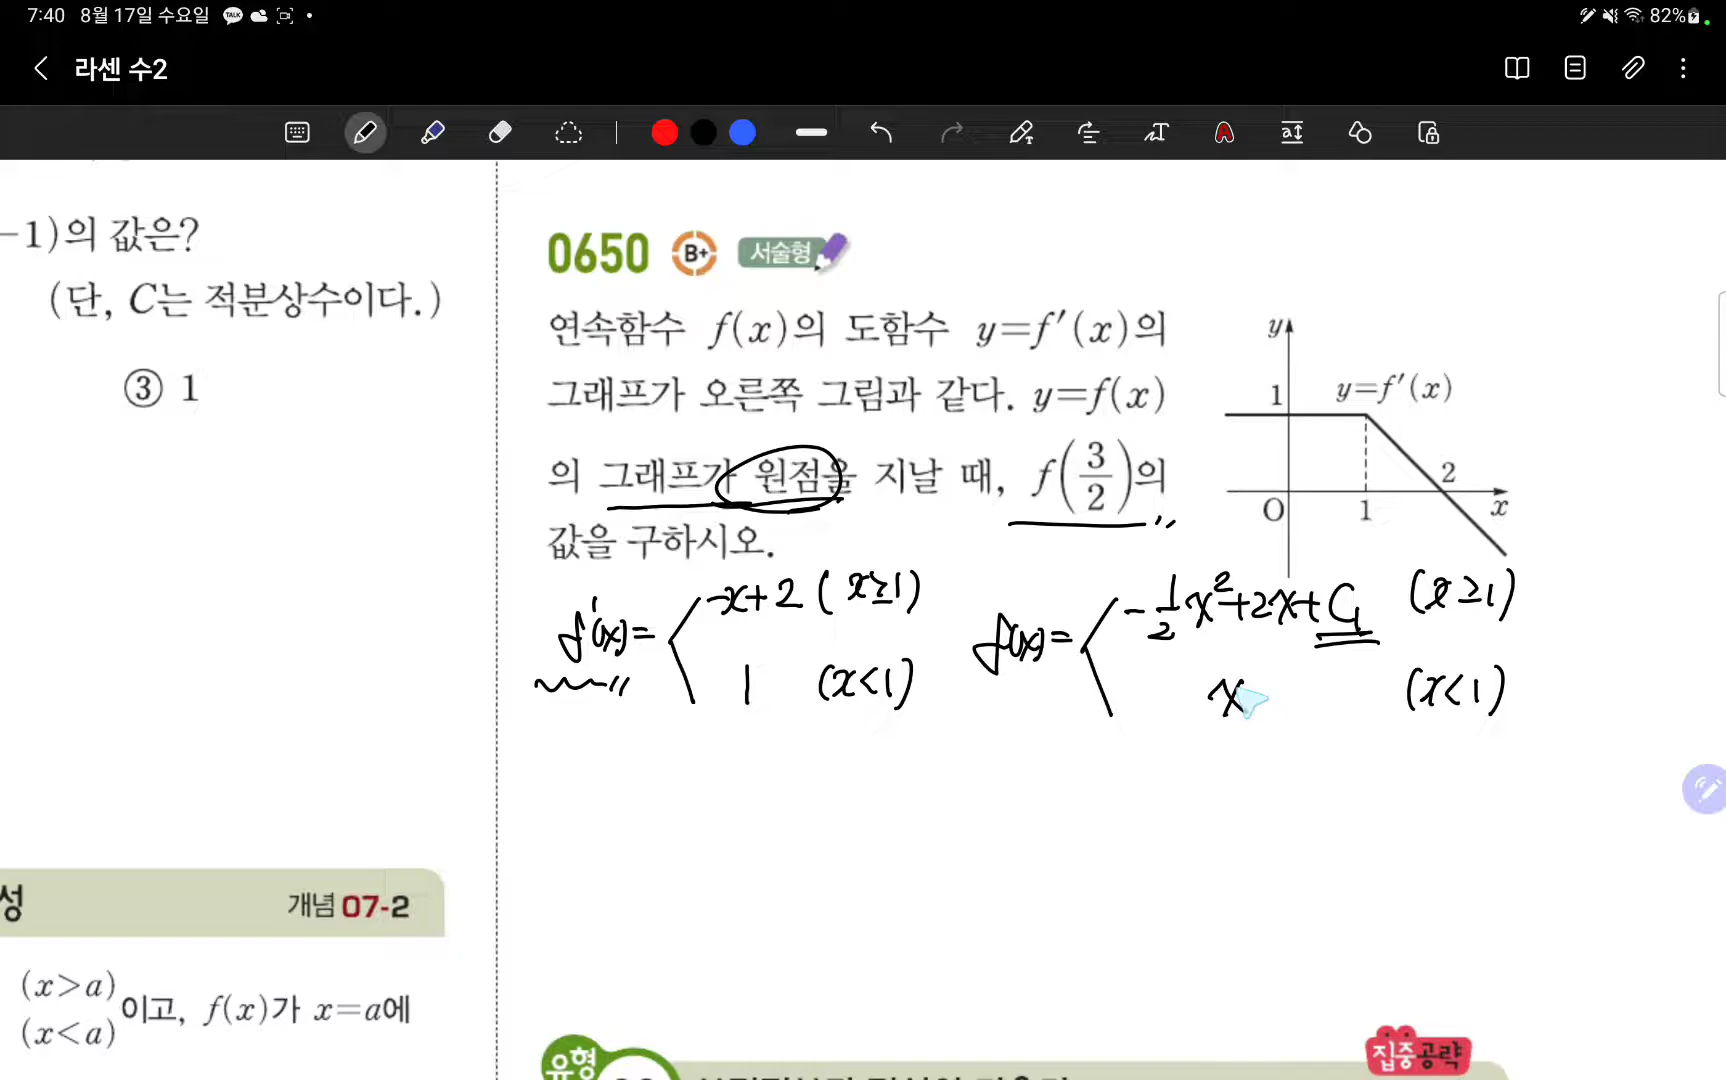 7:40 8월 17일 수요일 TALK
82%
라센 수2
-1)의 값은?
(단, C는 적분상수이다.)
③ 1
0650 B+ 서술형
연속함수 f(x)의 도함수 y=f′(x)의
그래프가 오른쪽 그림과 같다. y=f(x)
의 그래프가 원점을 지날 때, f(3/2)의
값을 구하시오.
y
1
y=f′(x)
2
O 1 x
f'(x)= -x+2 (x≥1)
1 (x<1)
f(x)= -1/2x²+2x+C₁ (x≥1)
x (x<1)
성 개념 07-2
(x>a)
(x<a)
이고, f(x)가 x=a에
유형
집중공략